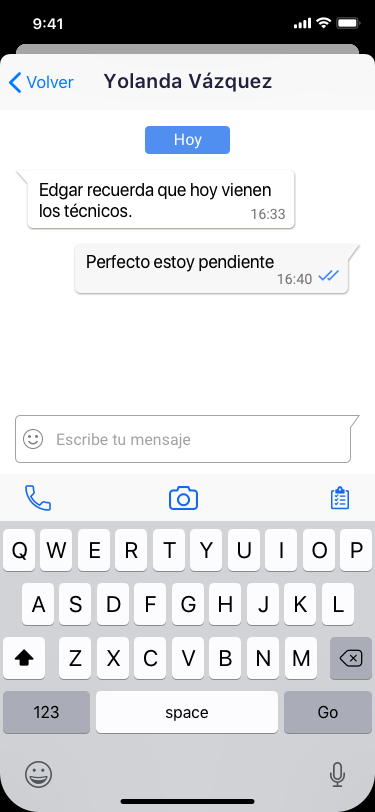 9:41
Volver
Yolanda Vázquez
Hoy
Edgar recuerda que hoy vienen
los técnicos.
16:33
Perfecto estoy pendiente
16:40
Escribe tu mensaje
Q W E R T Y U I O P
A S D F G H J K L
Z X C V B N M
123 space Go